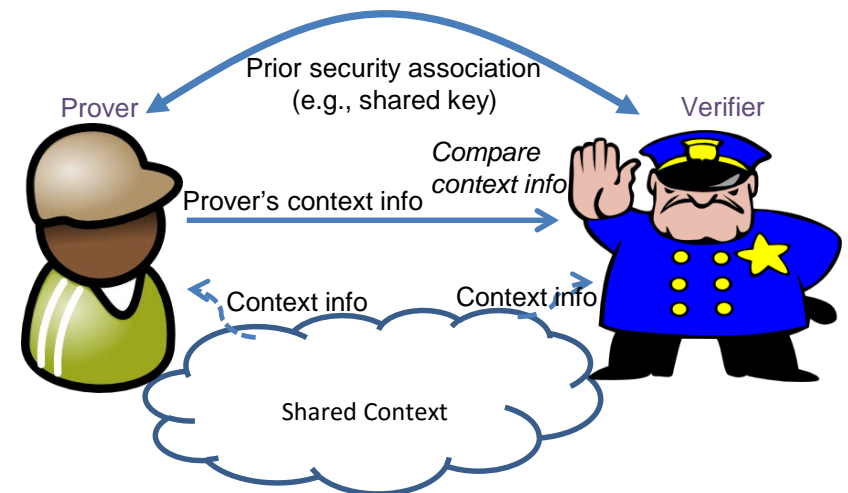 Prior security association
(e.g., shared key)
Prover
Verifier
Compare
context info
Prover's context info
Context info
Context info
Shared Context